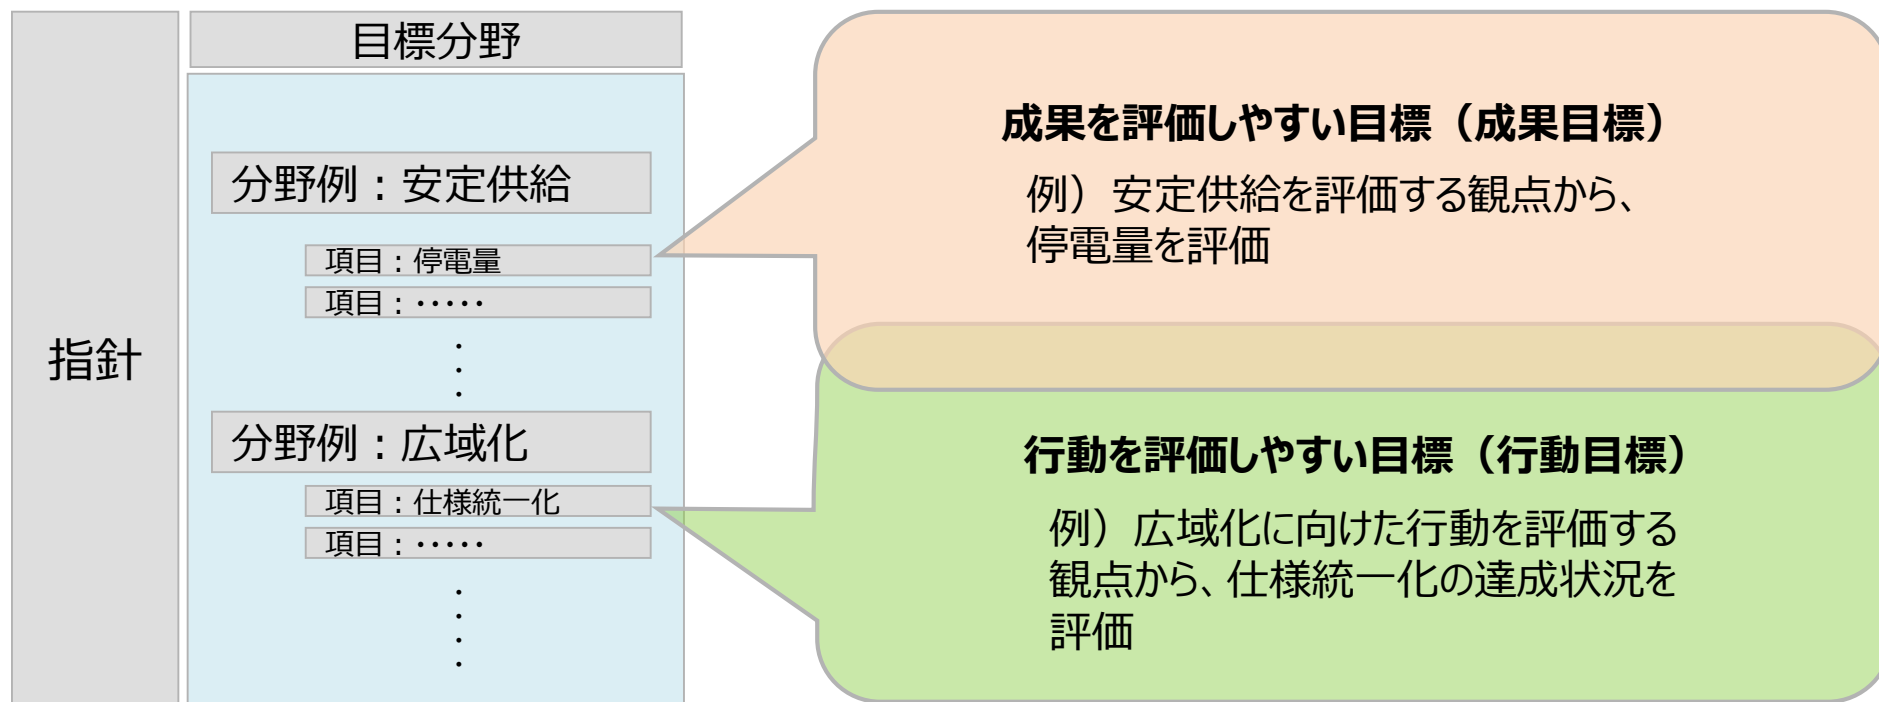 指針
目標分野
分野例：安定供給
項目：停電量
項目：・・・・・
・
・
・
分野例：広域化
項目：仕様統一化
項目：・・・・・
・
・
・
・
成果を評価しやすい目標（成果目標）
例）安定供給を評価する観点から、
停電量を評価
行動を評価しやすい目標（行動目標）
例）広域化に向けた行動を評価する
観点から、仕様統一化の達成状況を
評価